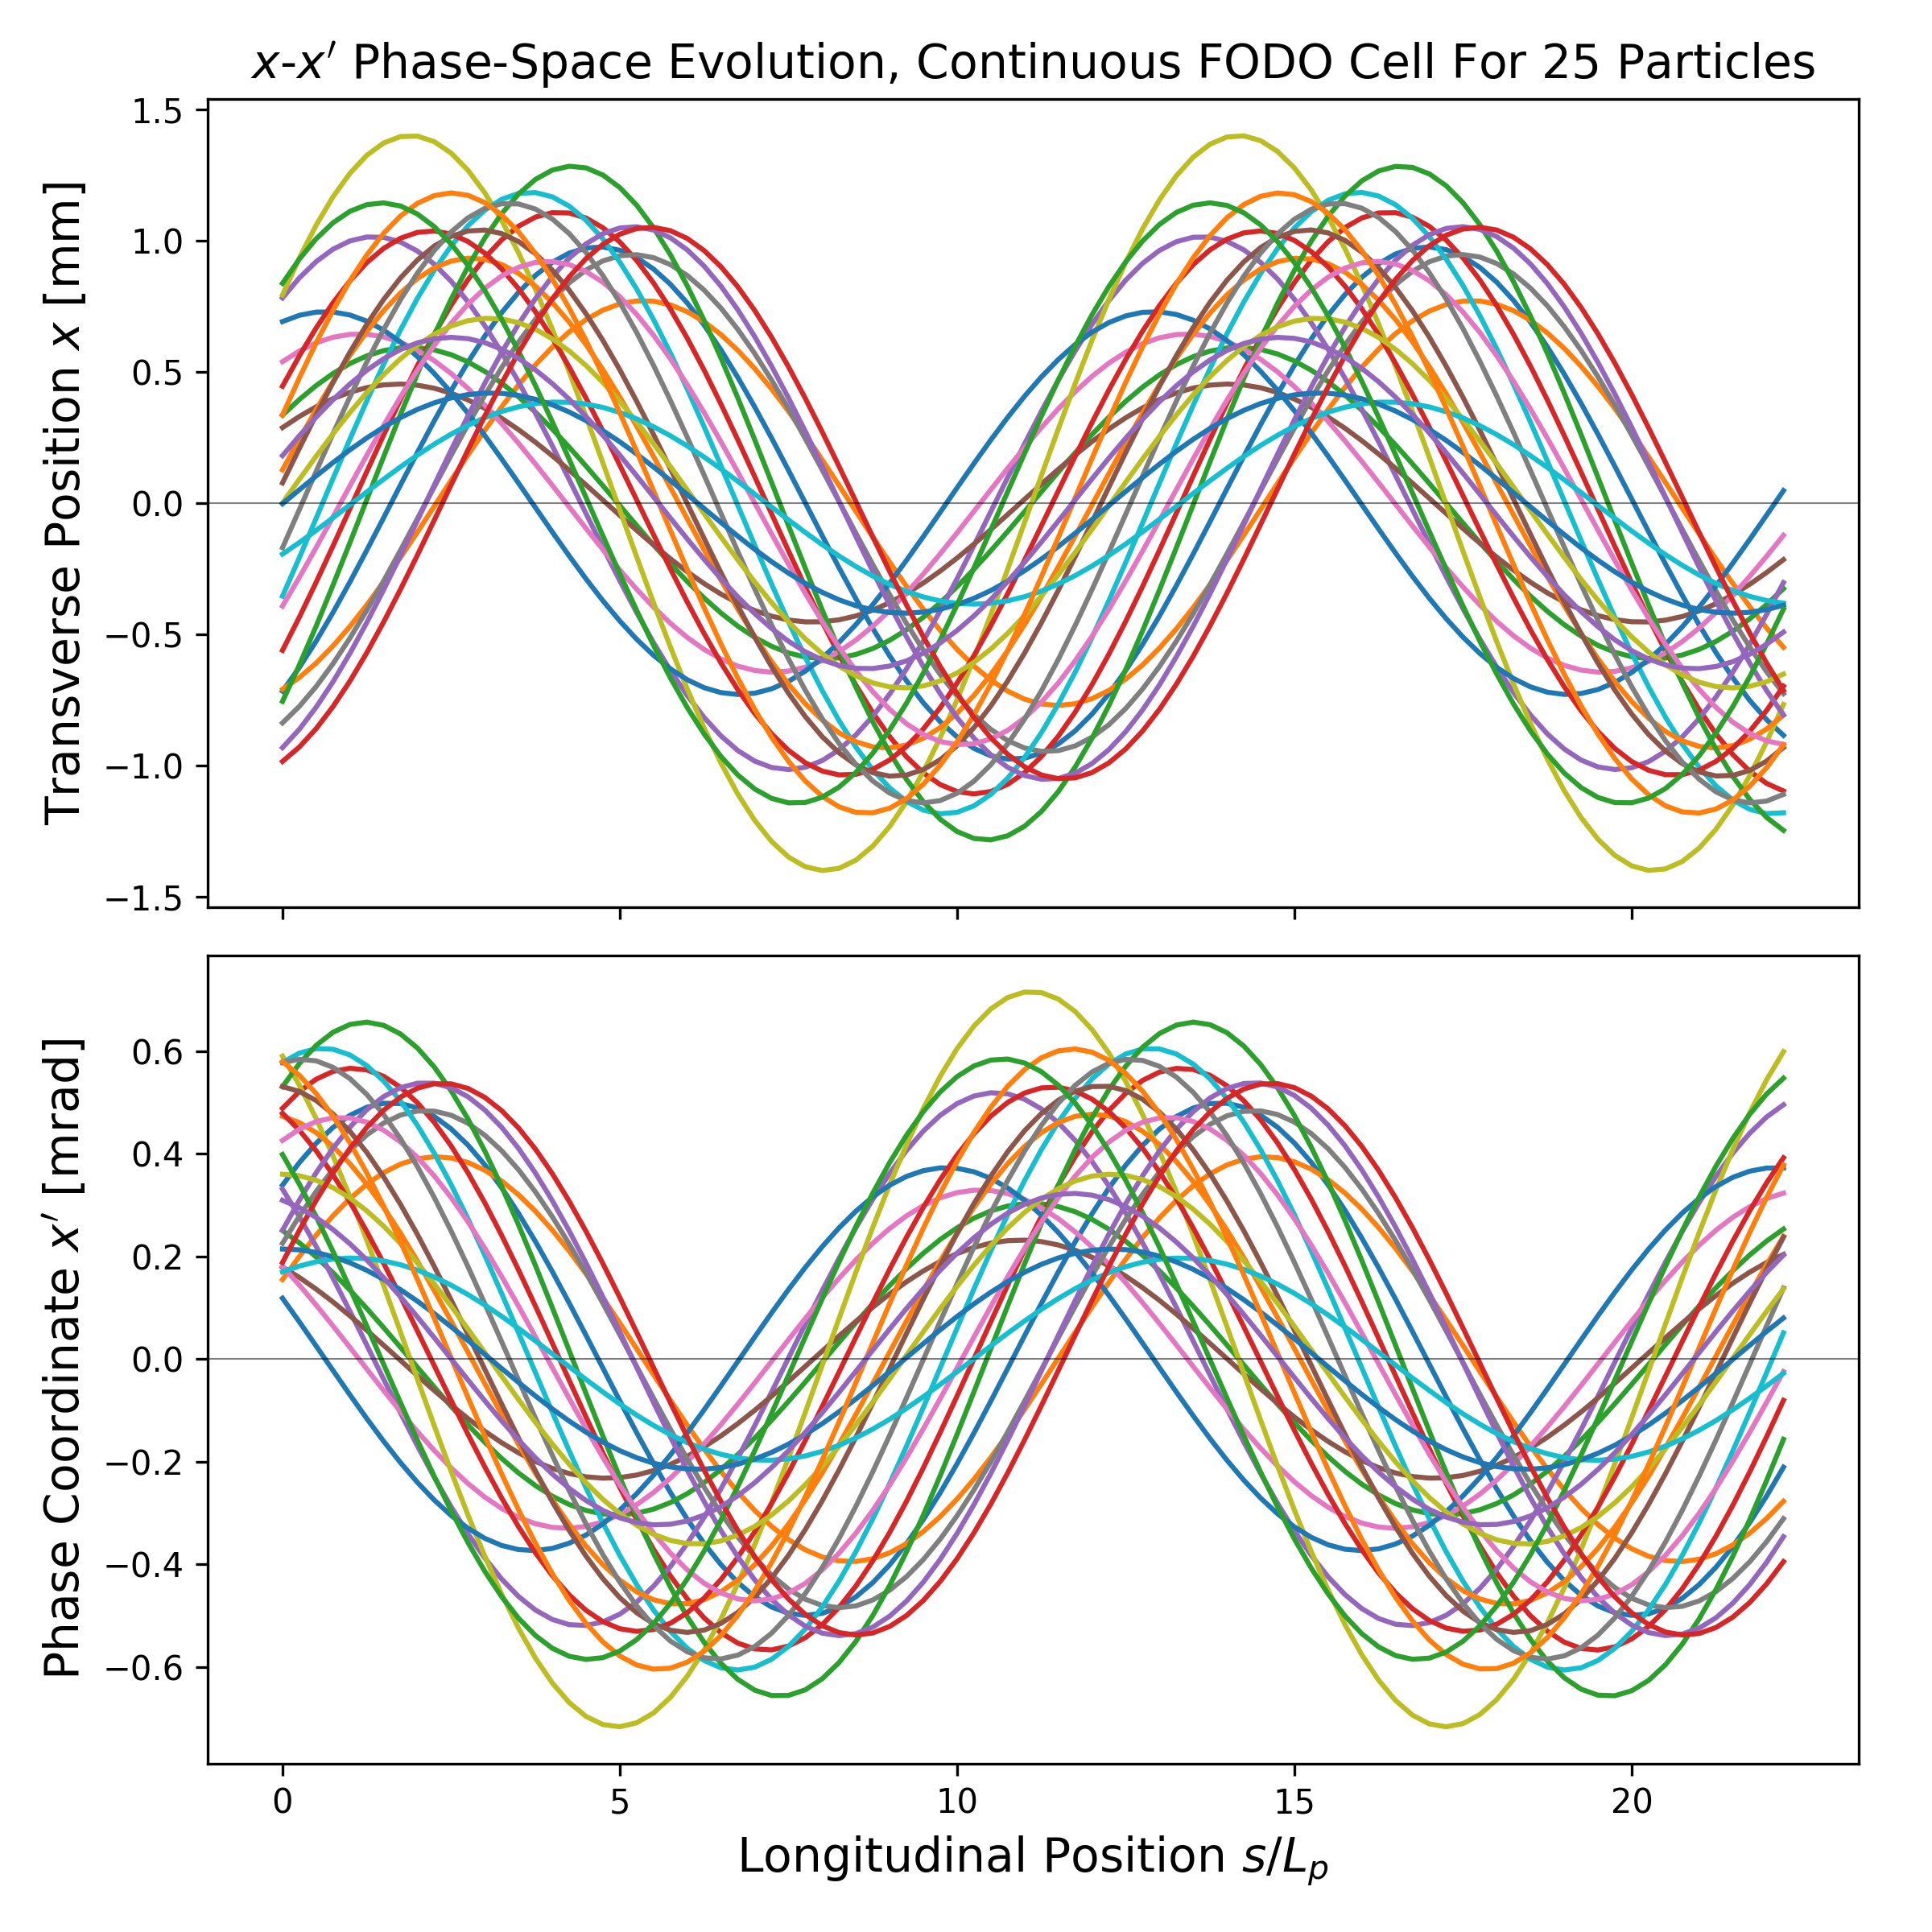 x-x′ Phase-Space Evolution, Continuous FODO Cell For 25 Particles
Transverse Position x [mm]
1.5
1.0
0.5
0.0
−0.5
−1.0
−1.5
Phase Coordinate x′ [mrad]
0.6
0.4
0.2
0.0
−0.2
−0.4
−0.6
0 5 10 15 20
Longitudinal Position s/Lₚ